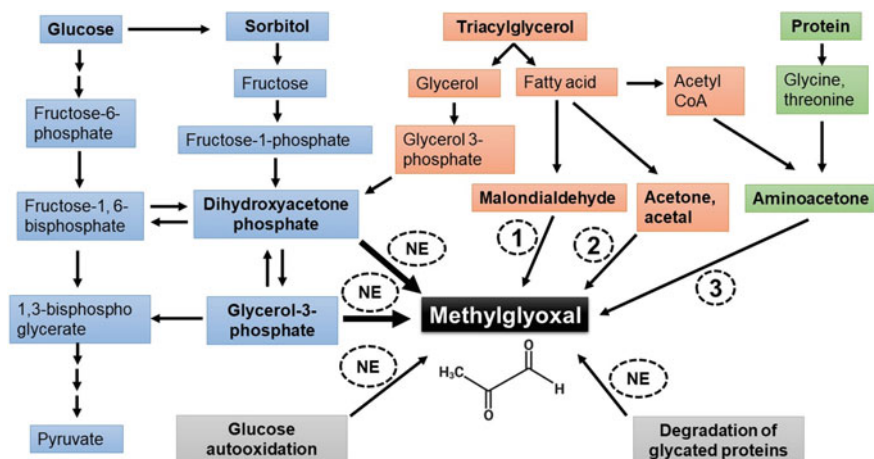 Glucose
Sorbitol
Triacylglycerol
Protein
Fructose
Glycerol
Fatty acid
Acetyl
CoA
Glycine,
threonine
Fructose-6-
phosphate
Fructose-1-phosphate
Glycerol 3-
phosphate
Fructose-1, 6-
bisphosphate
Dihydroxyacetone
phosphate
Malondialdehyde
Acetone,
acetal
Aminoacetone
NE
1
2
3
NE
1,3-bisphospho
glycerate
Glycerol-3-
phosphate
Methylglyoxal
NE
O
H₃C
H
O
NE
Pyruvate
Glucose
autooxidation
Degradation of
glycated proteins